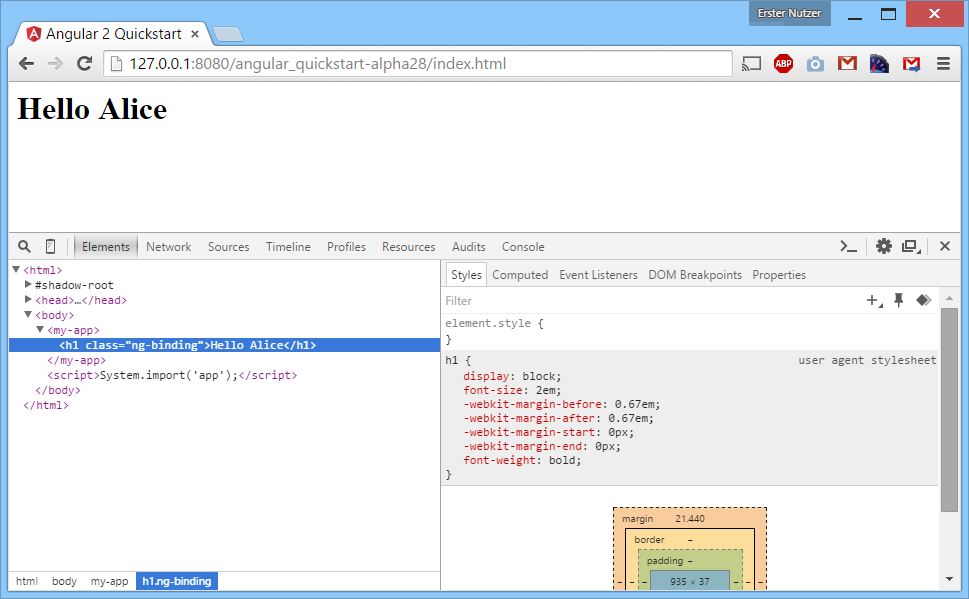 Erster Nutzer
Angular 2 Quickstart
127.0.0.1:8080/angular_quickstart-alpha28/index.html
ABP
Hello Alice
Elements Network Sources Timeline Profiles Resources Audits Console
<html>
#shadow-root
<head>…</head>
<body>
<my-app>
<h1 class="ng-binding">Hello Alice</h1>
</my-app>
<script>System.import('app');</script>
</body>
</html>
html body my-app h1.ng-binding
Styles Computed Event Listeners DOM Breakpoints Properties
Filter
element.style {
}
h1 { user agent stylesheet
display: block;
font-size: 2em;
-webkit-margin-before: 0.67em;
-webkit-margin-after: 0.67em;
-webkit-margin-start: 0px;
-webkit-margin-end: 0px;
font-weight: bold;
}
margin 21.440
border –
padding –
– – – 935 × 37 – – –